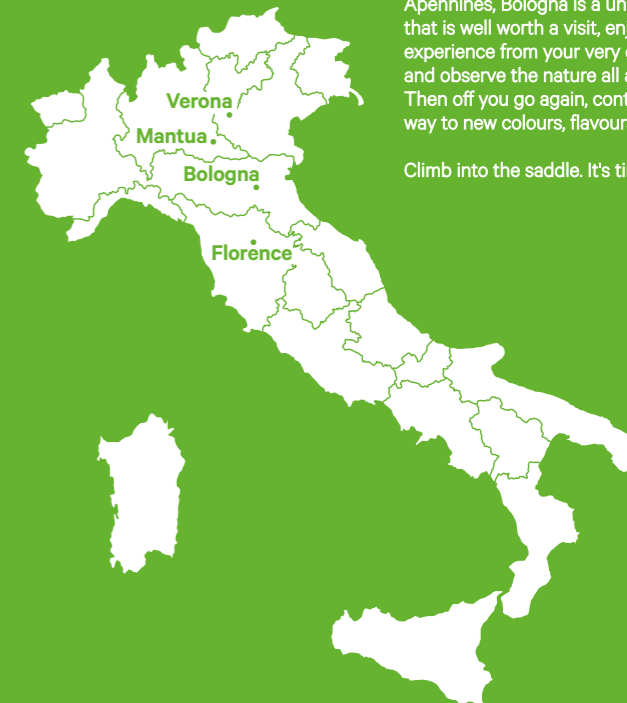 Apennines, Bologna is a un
that is well worth a visit, en
experience from your very
and observe the nature all a
Then off you go again, cont
way to new colours, flavour
Climb into the saddle. It's ti
Verona
Mantua
Bologna
Florence